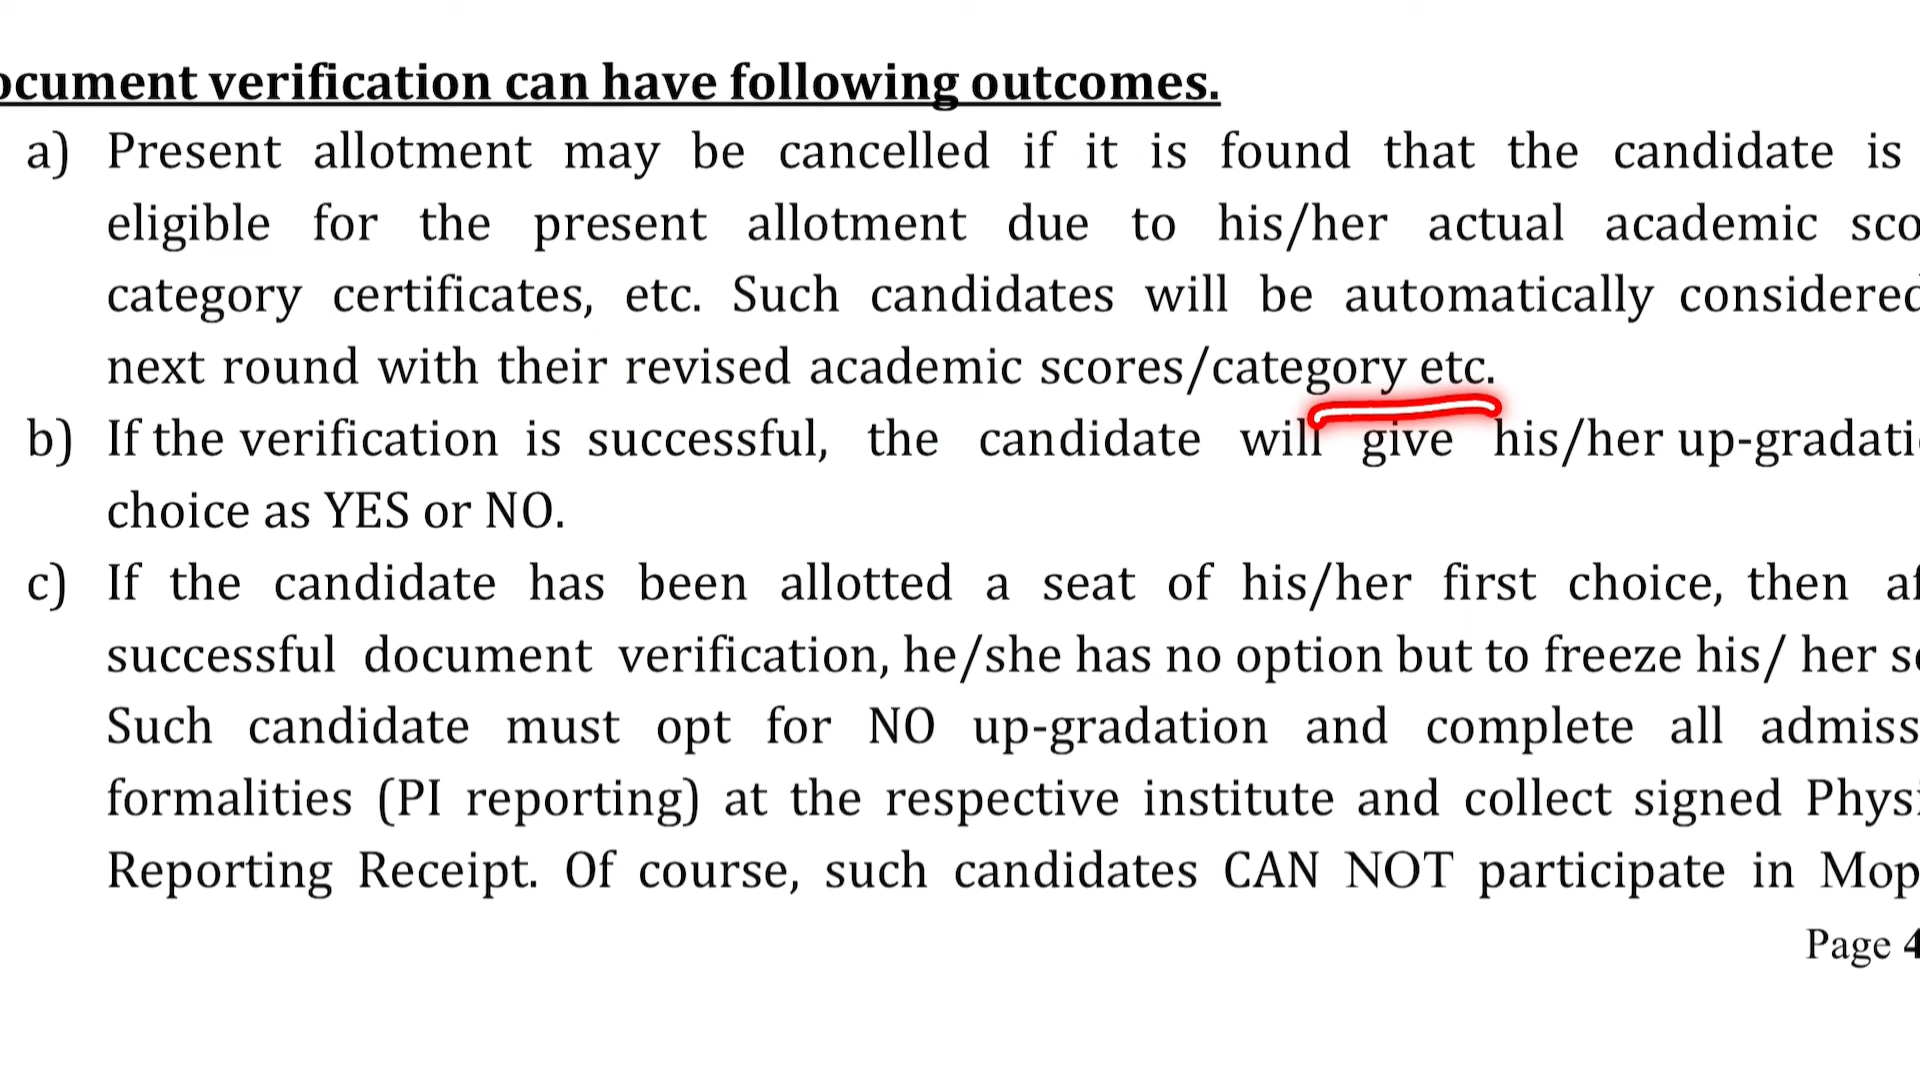 ocument verification can have following outcomes.
a) Present allotment may be cancelled if it is found that the candidate is
eligible for the present allotment due to his/her actual academic sco
category certificates, etc. Such candidates will be automatically considered
next round with their revised academic scores/category etc.
b) If the verification is successful, the candidate will give his/her up-gradati
choice as YES or NO.
c) If the candidate has been allotted a seat of his/her first choice, then af
successful document verification, he/she has no option but to freeze his/ her se
Such candidate must opt for NO up-gradation and complete all admiss
formalities (PI reporting) at the respective institute and collect signed Physi
Reporting Receipt. Of course, such candidates CAN NOT participate in Mop
Page 4